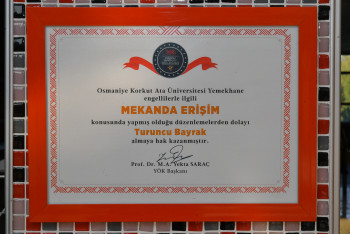 Osmaniye Korkut Ata Üniversitesi Yemekhane
engellilerle ilgili
MEKANDA ERİŞİM
konusunda yapmış olduğu düzenlemelerden dolayı
Turuncu Bayrak
almaya hak kazanmıştır.
Prof. Dr. M.A. Yekta SARAÇ
YÖK Başkanı